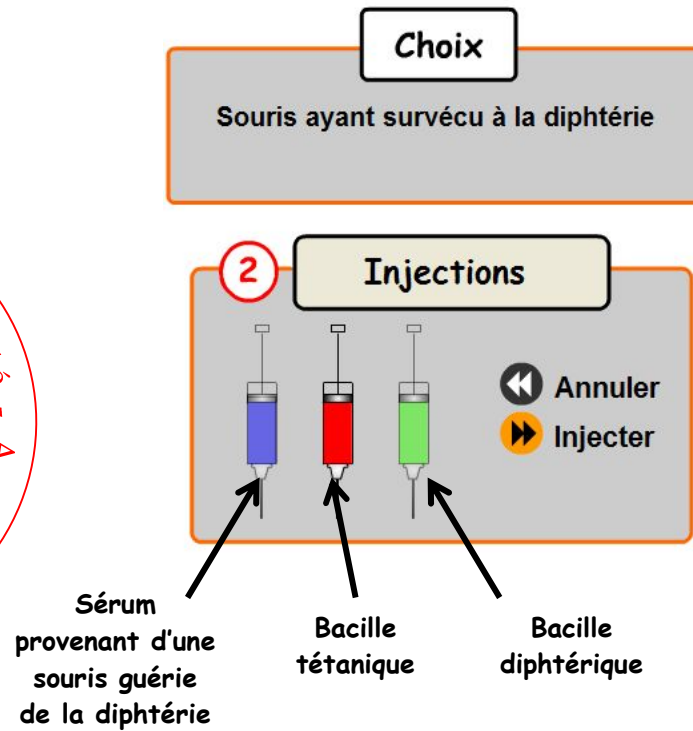 Choix
Souris ayant survécu à la diphtérie
2
Injections
Annuler
Injecter
Sérum
provenant d'une
souris guérie
de la diphtérie
Bacille
tétanique
Bacille
diphtérique